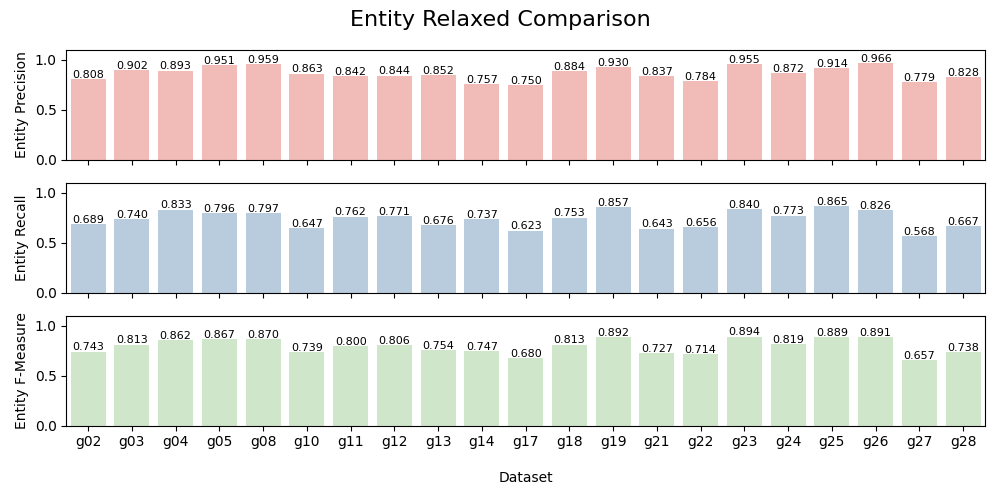 Entity Relaxed Comparison
Entity Precision
1.0
0.5
0.0
0.808 0.902 0.893 0.951 0.959 0.863 0.842 0.844 0.852 0.757 0.750 0.884 0.930 0.837 0.784 0.955 0.872 0.914 0.966 0.779 0.828
Entity Recall
1.0
0.5
0.0
0.689 0.740 0.833 0.796 0.797 0.647 0.762 0.771 0.676 0.737 0.623 0.753 0.857 0.643 0.656 0.840 0.773 0.865 0.826 0.568 0.667
Entity F-Measure
1.0
0.5
0.0
0.743 0.813 0.862 0.867 0.870 0.739 0.800 0.806 0.754 0.747 0.680 0.813 0.892 0.727 0.714 0.894 0.819 0.889 0.891 0.657 0.738
g02 g03 g04 g05 g08 g10 g11 g12 g13 g14 g17 g18 g19 g21 g22 g23 g24 g25 g26 g27 g28
Dataset